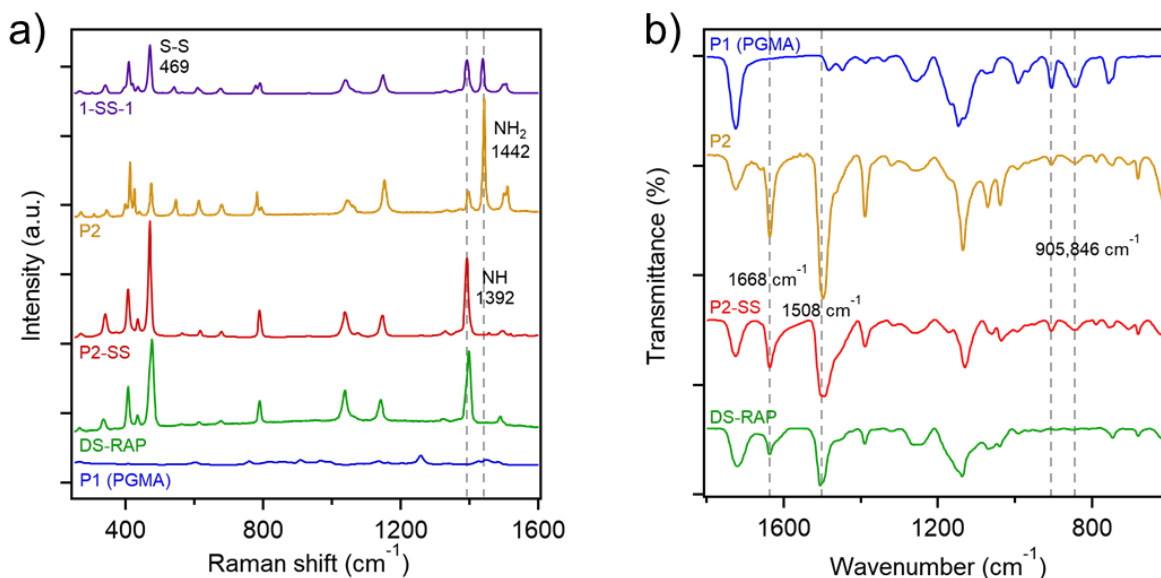 a)
S-S
469
1-SS-1
NH₂
1442
P2
NH
1392
P2-SS
DS-RAP
P1 (PGMA)
Intensity (a.u.)
400 800 1200 1600
Raman shift (cm⁻¹)
b)
P1 (PGMA)
P2
905,846 cm⁻¹
1668 cm⁻¹
1508 cm⁻¹
P2-SS
DS-RAP
Transmittance (%)
1600 1200 800
Wavenumber (cm⁻¹)